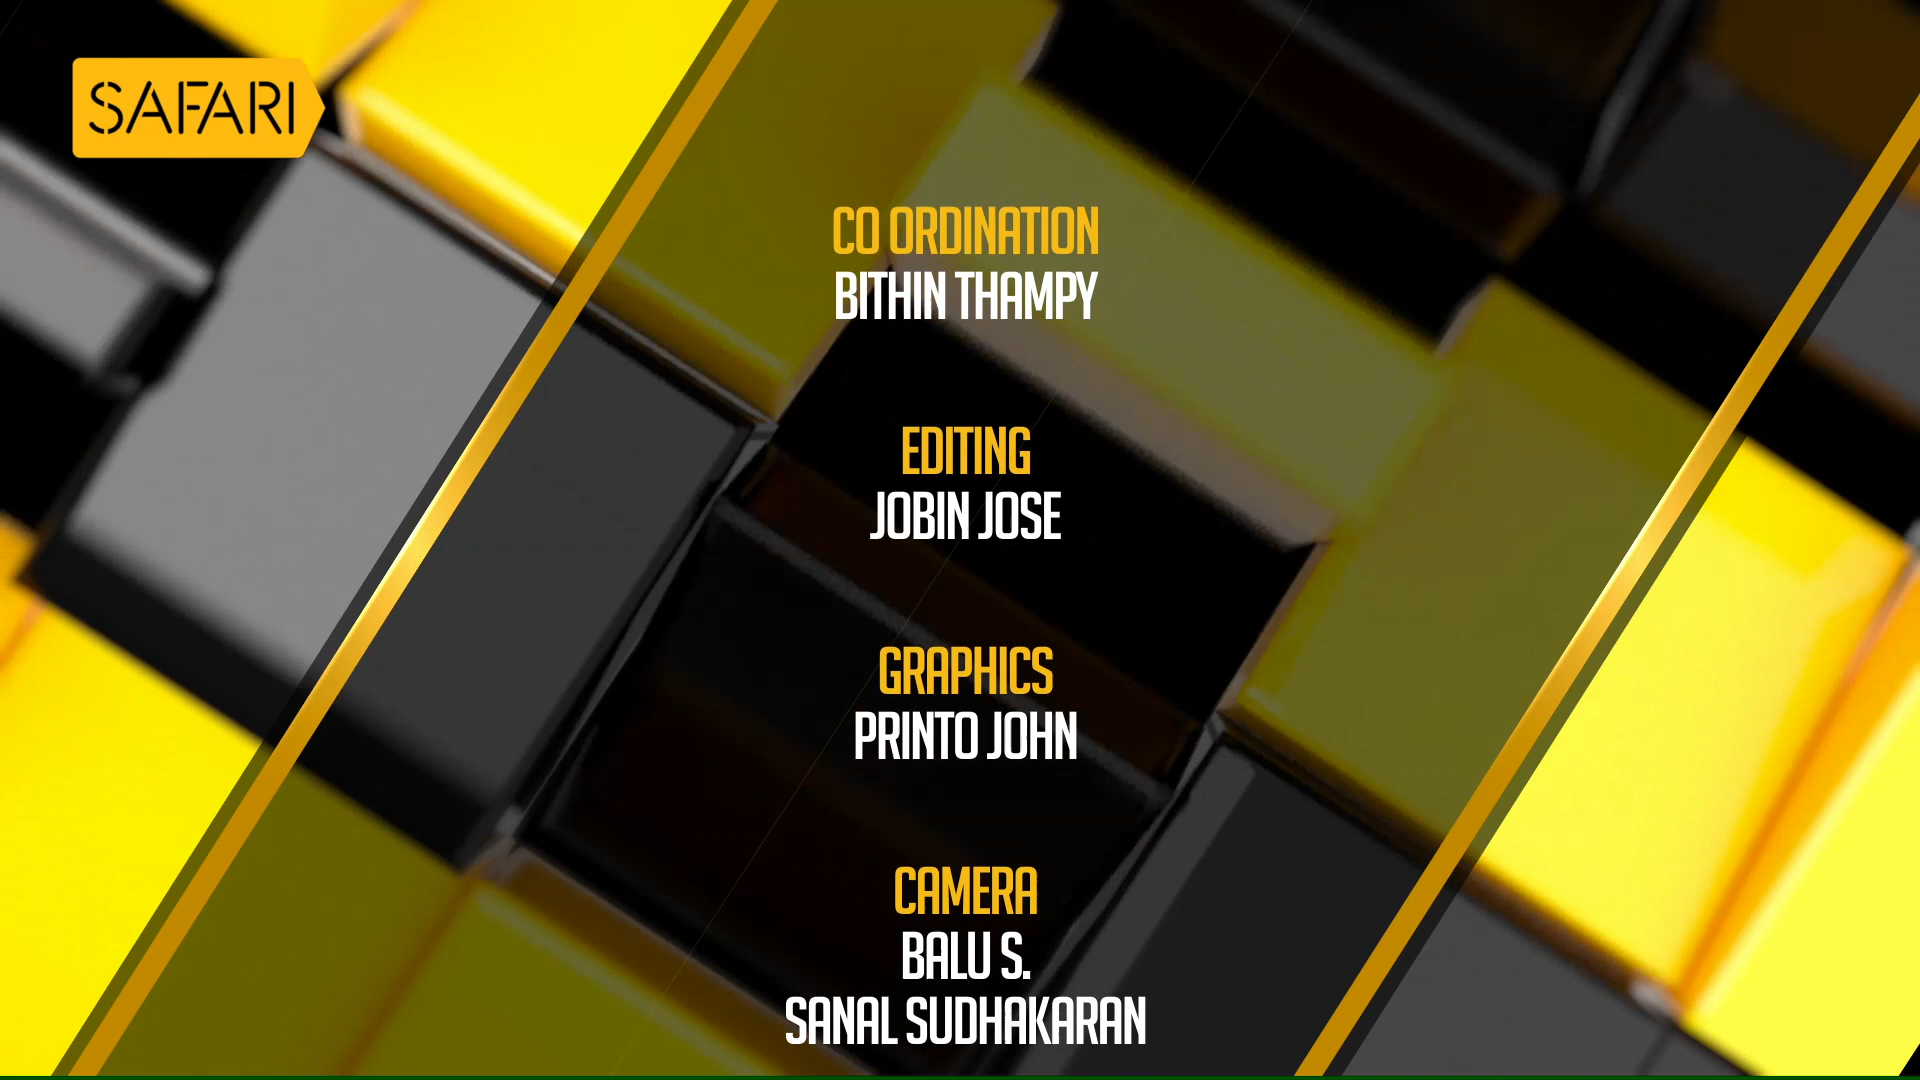 SAFARI
CO ORDINATION
BITHIN THAMPY
EDITING
JOBIN JOSE
GRAPHICS
PRINTO JOHN
CAMERA
BALU S.
SANAL SUDHAKARAN